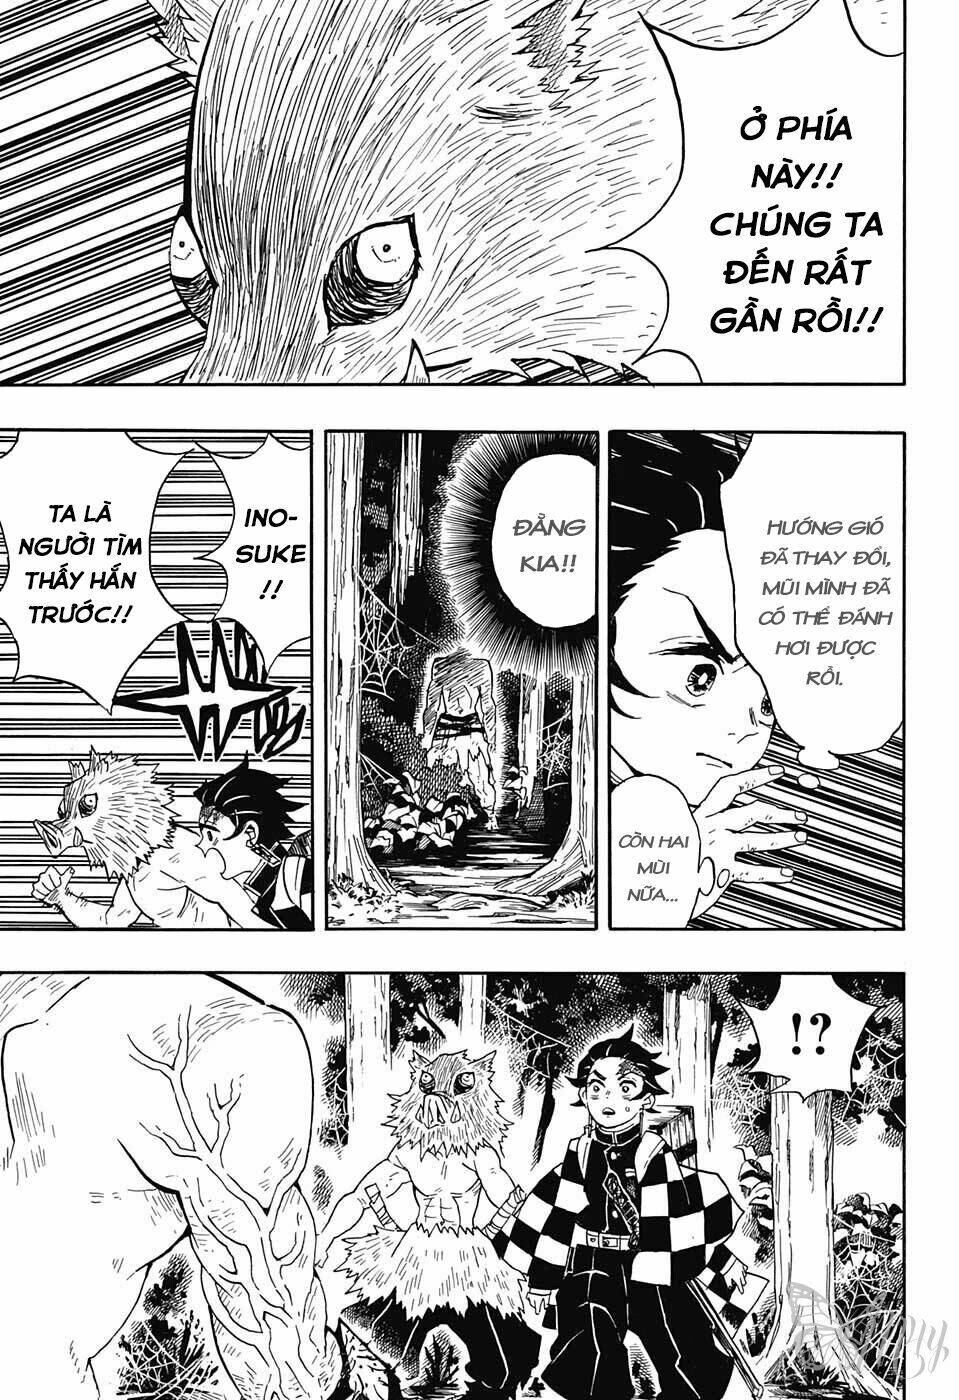 Ở PHÍA
NÀY!!
CHÚNG TA
ĐẾN RẤT
GẦN RỒI!!
HƯỚNG GIÓ
ĐÃ THAY ĐỔI,
MŨI MÌNH ĐÃ
CÓ THỂ ĐÁNH
HƠI ĐƯỢC
RỒI.
CÒN HAI
MÙI
NỮA...
ĐẰNG
KIA!!
INO-
SUKE
!!
TA LÀ
NGƯỜI TÌM
THẤY HẮN
TRƯỚC!!
!?